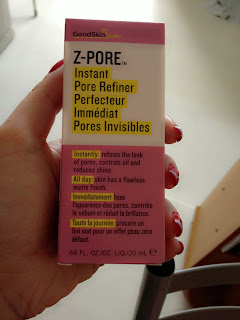 GoodSkin Labs
Z-PORE™
Instant
Pore Refiner
Perfecteur
Immédiat
Pores Invisibles
Instantly: refines the look
of pores, controls oil and
reduces shine.
All day: skin has a flawless
matte finish.
Immédiatement: lisse
l'apparence des pores, contrôle
le sébum et réduit la brillance.
Toute la journée: procure un
fini mat pour un effet peau zéro
défaut.
.68 FL.OZ./OZ.LIQ./20 mL ℮